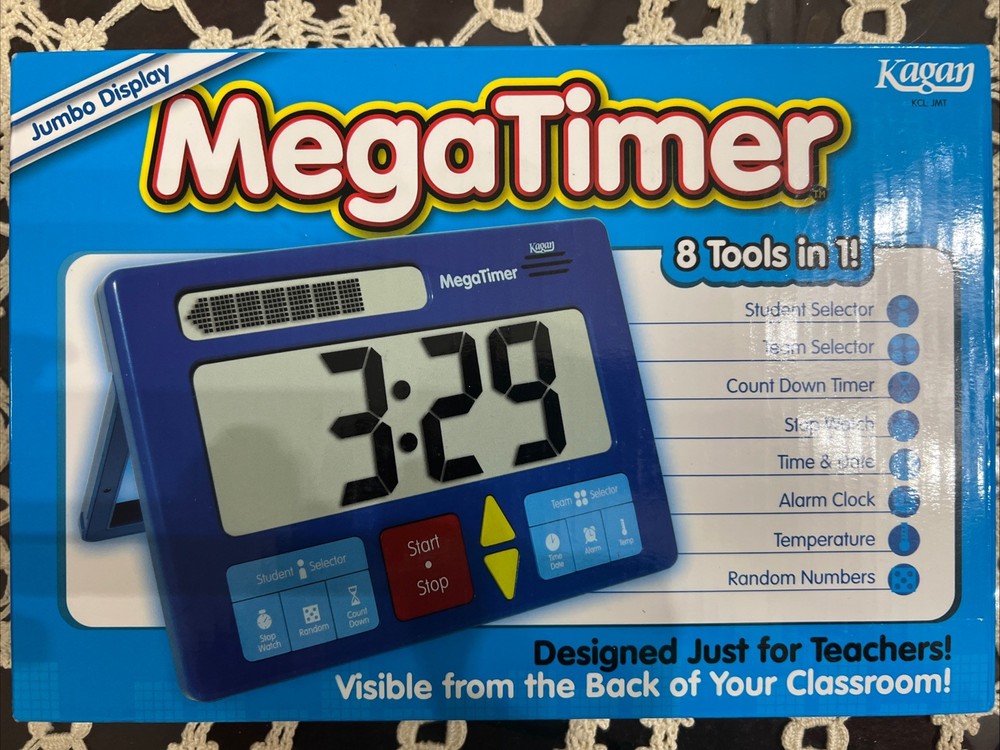 Jumbo Display
Kagan
KCL: JMT
MegaTimer™
8 Tools in 1!
Kagan
MegaTimer
3:29
Student Selector
Team Selector
Count Down Timer
Stop Watch
Time & Date
Alarm Clock
Temperature
Random Numbers
Student Selector
Stop
Watch
Random
Count
Down
Start
Stop
Team Selector
Time
Date
Alarm
Temp
Designed Just for Teachers!
Visible from the Back of Your Classroom!